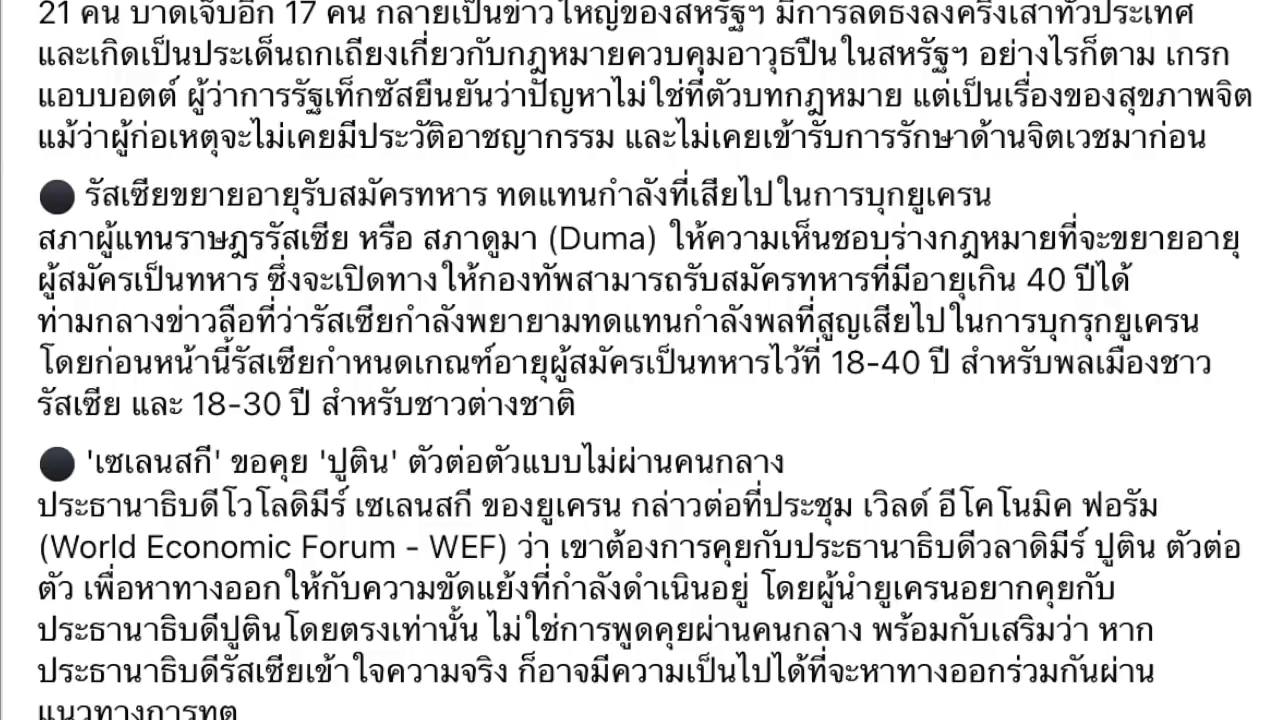 21 คน บาดเจ็บอีก 17 คน กลายเป็นข่าวใหญ่ของสหรัฐฯ มีการลดธงลงครึ่งเสาทั่วประเทศ
และเกิดเป็นประเด็นถกเถียงเกี่ยวกับกฎหมายควบคุมอาวุธปืนในสหรัฐฯ อย่างไรก็ตาม เกรก
แอบบอตต์ ผู้ว่าการรัฐเท็กซัสยืนยันว่าปัญหาไม่ใช่ที่ตัวบทกฎหมาย แต่เป็นเรื่องของสุขภาพจิต
แม้ว่าผู้ก่อเหตุจะไม่เคยมีประวัติอาชญากรรม และไม่เคยเข้ารับการรักษาด้านจิตเวชมาก่อน
⚫ รัสเซียขยายอายุรับสมัครทหาร ทดแทนกำลังที่เสียไปในการบุกยูเครน
สภาผู้แทนราษฎรรัสเซีย หรือ สภาดูมา (Duma) ให้ความเห็นชอบร่างกฎหมายที่จะขยายอายุ
ผู้สมัครเป็นทหาร ซึ่งจะเปิดทางให้กองทัพสามารถรับสมัครทหารที่มีอายุเกิน 40 ปีได้
ท่ามกลางข่าวลือที่ว่ารัสเซียกำลังพยายามทดแทนกำลังพลที่สูญเสียไปในการบุกรุกยูเครน
โดยก่อนหน้านี้รัสเซียกำหนดเกณฑ์อายุผู้สมัครเป็นทหารไว้ที่ 18-40 ปี สำหรับพลเมืองชาว
รัสเซีย และ 18-30 ปี สำหรับชาวต่างชาติ
⚫ 'เซเลนสกี' ขอคุย 'ปูติน' ตัวต่อตัวแบบไม่ผ่านคนกลาง
ประธานาธิบดีโวโลดิมีร์ เซเลนสกี ของยูเครน กล่าวต่อที่ประชุม เวิลด์ อีโคโนมิค ฟอรัม
(World Economic Forum - WEF) ว่า เขาต้องการคุยกับประธานาธิบดีวลาดิมีร์ ปูติน ตัวต่อ
ตัว เพื่อหาทางออกให้กับความขัดแย้งที่กำลังดำเนินอยู่ โดยผู้นำยูเครนอยากคุยกับ
ประธานาธิบดีปูตินโดยตรงเท่านั้น ไม่ใช่การพูดคุยผ่านคนกลาง พร้อมกับเสริมว่า หาก
ประธานาธิบดีรัสเซียเข้าใจความจริง ก็อาจมีความเป็นไปได้ที่จะหาทางออกร่วมกันผ่าน
แนวทางการทูต